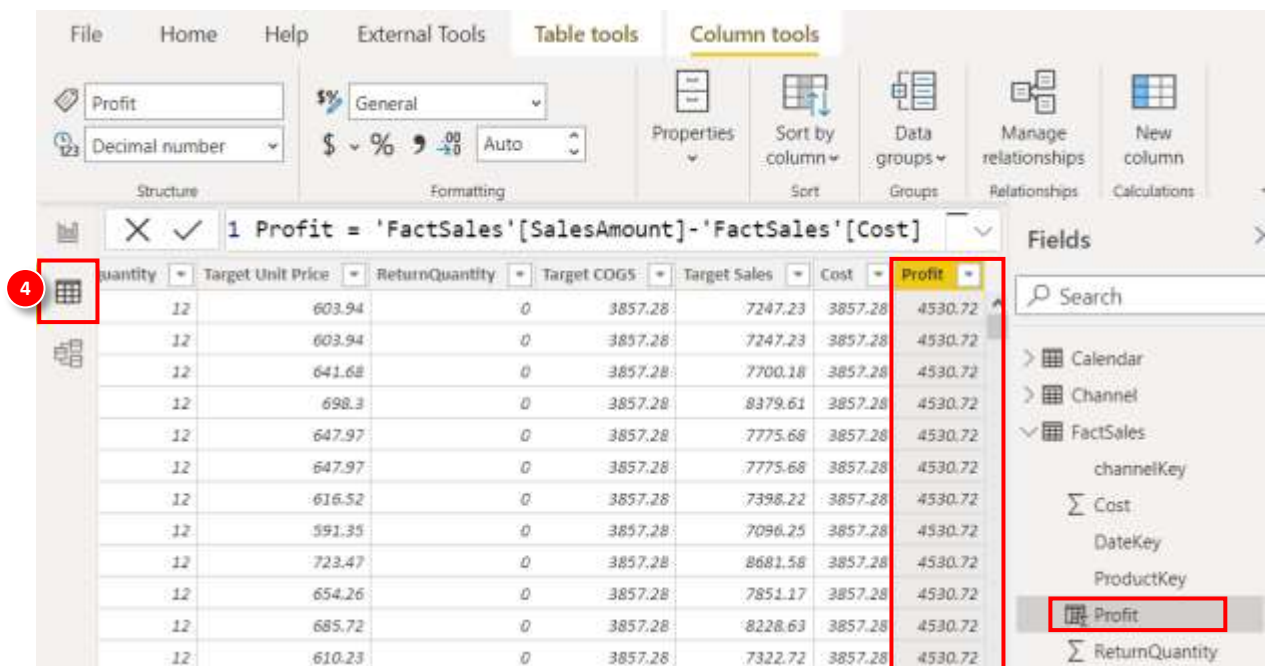 File Home Help External Tools Table tools Column tools
Profit $% General
Decimal number $ % 9 .00 →0 Auto Properties Sort by column Data groups Manage relationships New column
Structure Formatting Sort Groups Relationships Calculations
1 Profit = 'FactSales'[SalesAmount]-'FactSales'[Cost]
Fields
4
uantity Target Unit Price ReturnQuantity Target COGS Target Sales Cost Profit
Search
12 603.94 0 3857.28 7247.23 3857.28 4530.72
12 603.94 0 3857.28 7247.23 3857.28 4530.72
Calendar
12 641.68 0 3857.28 7700.18 3857.28 4530.72
Channel
12 698.3 0 3857.28 8379.61 3857.28 4530.72
FactSales
12 647.97 0 3857.28 7775.68 3857.28 4530.72
channelKey
12 647.97 0 3857.28 7775.68 3857.28 4530.72
12 616.52 0 3857.28 7398.22 3857.28 4530.72
∑ Cost
12 591.35 0 3857.28 7096.25 3857.28 4530.72
DateKey
12 723.47 0 3857.28 8681.58 3857.28 4530.72
ProductKey
12 654.26 0 3857.28 7851.17 3857.28 4530.72
Profit
12 685.72 0 3857.28 8228.63 3857.28 4530.72
∑ ReturnQuantity
12 610.23 0 3857.28 7322.72 3857.28 4530.72